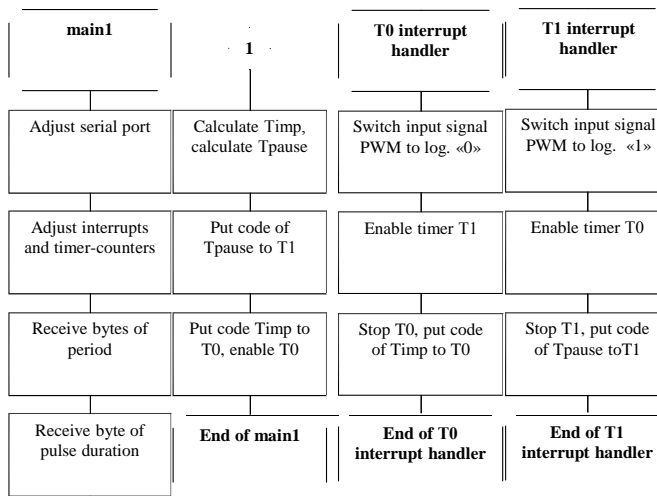 main1
Adjust serial port
Adjust interrupts
and timer-counters
Receive bytes of
period
Receive byte of
pulse duration
1
Calculate Timp,
calculate Tpause
Put code of
Tpause to T1
Put code Timp to
T0, enable T0
End of main1
T0 interrupt
handler
Switch input signal
PWM to log. «0»
Enable timer T1
Stop T0, put code
of Timp to T0
End of T0
interrupt handler
T1 interrupt
handler
Switch input signal
PWM to log. «1»
Enable timer T0
Stop T1, put code
of Tpause toT1
End of T1
interrupt handler